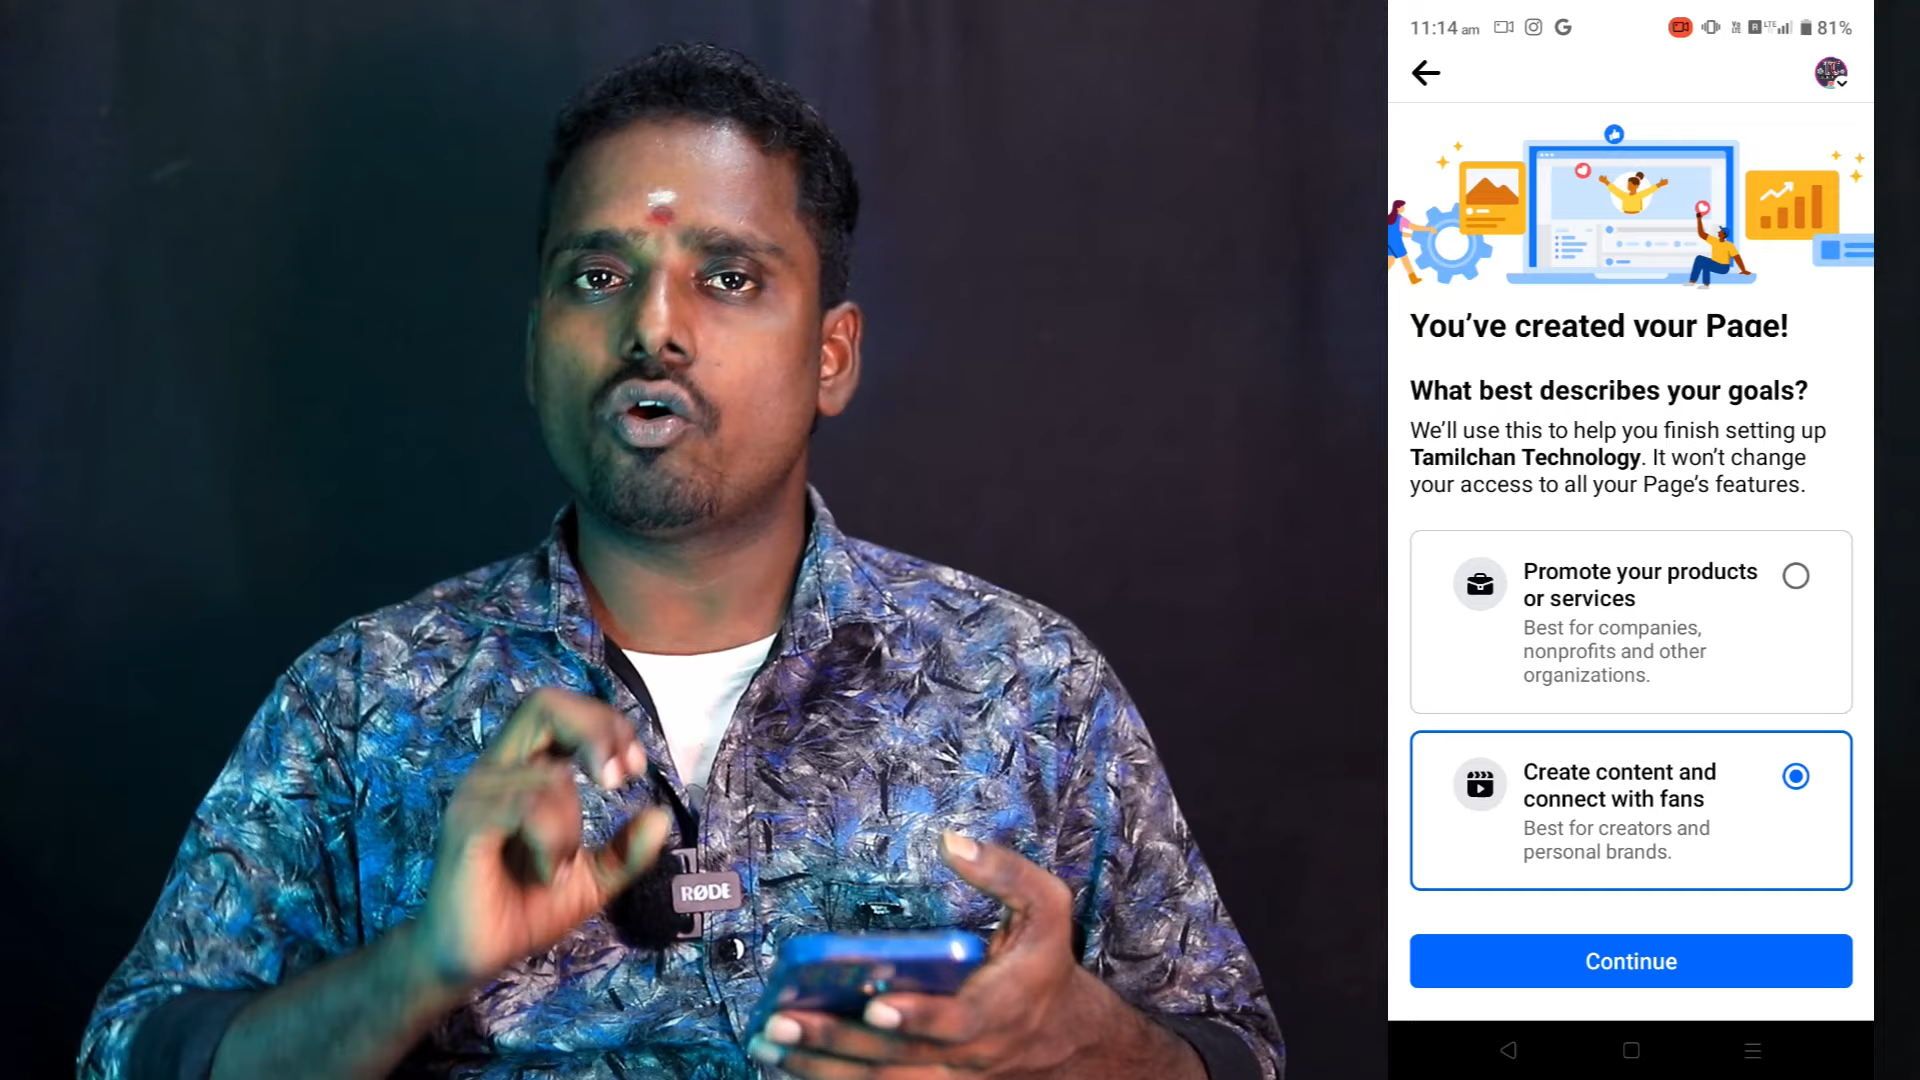 11:14 am
81%
You've created your Page!
What best describes your goals?
We'll use this to help you finish setting up
Tamilchan Technology. It won't change
your access to all your Page's features.
Promote your products
or services
Best for companies,
nonprofits and other
organizations.
Create content and
connect with fans
Best for creators and
personal brands.
Continue
RØDE